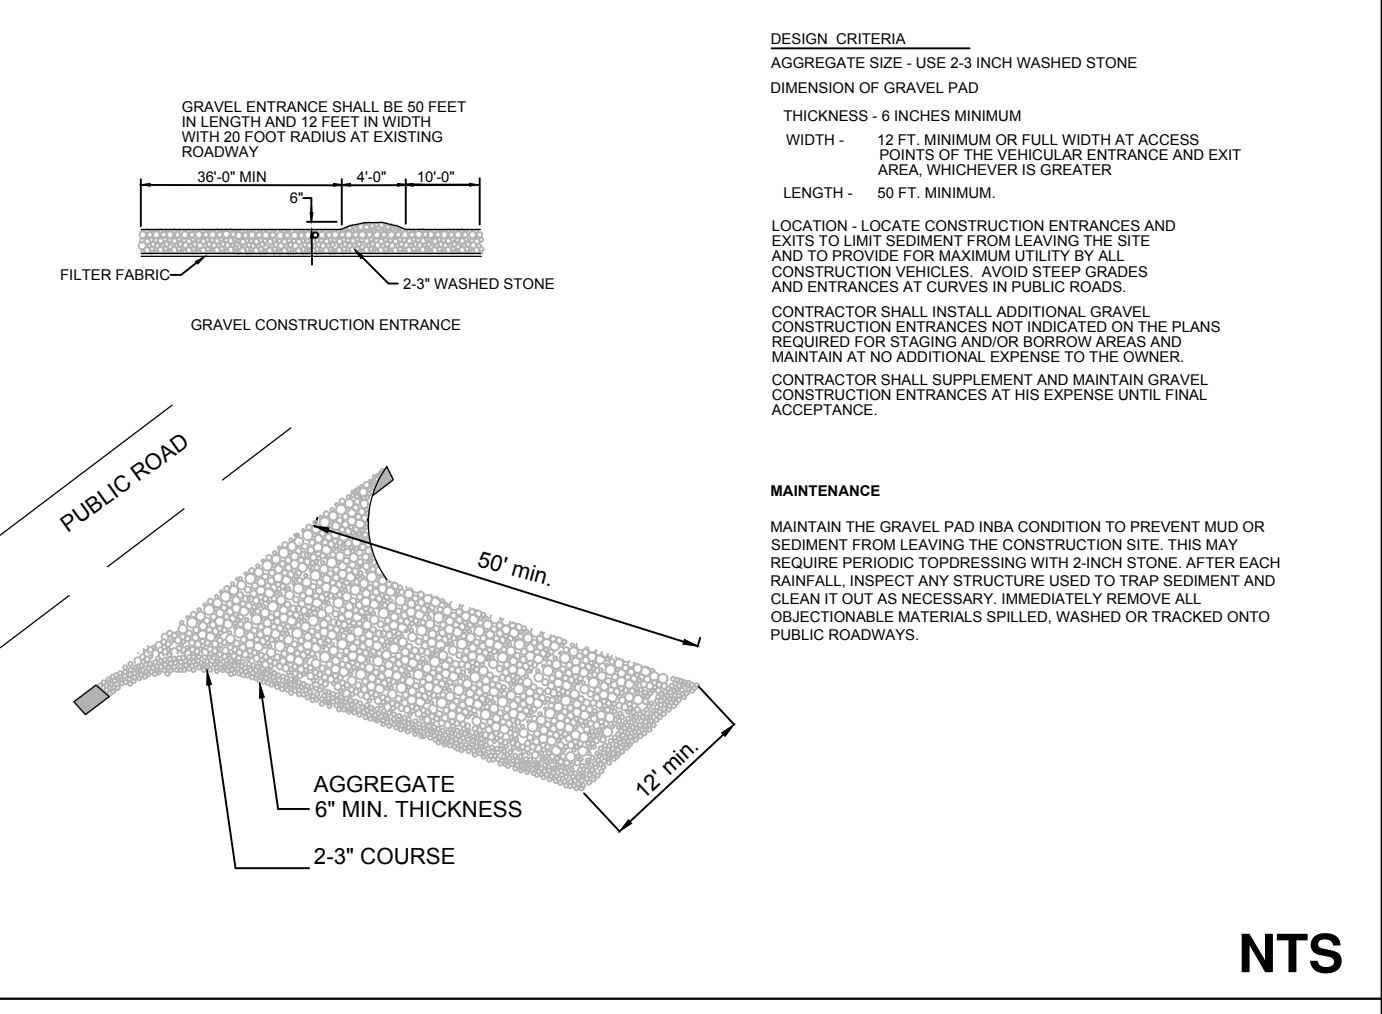 GRAVEL ENTRANCE SHALL BE 50 FEET
IN LENGTH AND 12 FEET IN WIDTH
WITH 20 FOOT RADIUS AT EXISTING
ROADWAY
36'-0" MIN
4'-0"
10'-0"
6"
FILTER FABRIC
2-3" WASHED STONE
GRAVEL CONSTRUCTION ENTRANCE
PUBLIC ROAD
50' min.
12' min.
AGGREGATE
6" MIN. THICKNESS
2-3" COURSE
DESIGN CRITERIA
AGGREGATE SIZE - USE 2-3 INCH WASHED STONE
DIMENSION OF GRAVEL PAD
THICKNESS - 6 INCHES MINIMUM
WIDTH - 12 FT. MINIMUM OR FULL WIDTH AT ACCESS
POINTS OF THE VEHICULAR ENTRANCE AND EXIT
AREA, WHICHEVER IS GREATER
LENGTH - 50 FT. MINIMUM.
LOCATION - LOCATE CONSTRUCTION ENTRANCES AND
EXITS TO LIMIT SEDIMENT FROM LEAVING THE SITE
AND TO PROVIDE FOR MAXIMUM UTILITY BY ALL
CONSTRUCTION VEHICLES. AVOID STEEP GRADES
AND ENTRANCES AT CURVES IN PUBLIC ROADS.
CONTRACTOR SHALL INSTALL ADDITIONAL GRAVEL
CONSTRUCTION ENTRANCES NOT INDICATED ON THE PLANS
REQUIRED FOR STAGING AND/OR BORROW AREAS AND
MAINTAIN AT NO ADDITIONAL EXPENSE TO THE OWNER.
CONTRACTOR SHALL SUPPLEMENT AND MAINTAIN GRAVEL
CONSTRUCTION ENTRANCES AT HIS EXPENSE UNTIL FINAL
ACCEPTANCE.
MAINTENANCE
MAINTAIN THE GRAVEL PAD INBA CONDITION TO PREVENT MUD OR
SEDIMENT FROM LEAVING THE CONSTRUCTION SITE. THIS MAY
REQUIRE PERIODIC TOPDRESSING WITH 2-INCH STONE. AFTER EACH
RAINFALL, INSPECT ANY STRUCTURE USED TO TRAP SEDIMENT AND
CLEAN IT OUT AS NECESSARY. IMMEDIATELY REMOVE ALL
OBJECTIONABLE MATERIALS SPILLED, WASHED OR TRACKED ONTO
PUBLIC ROADWAYS.
NTS